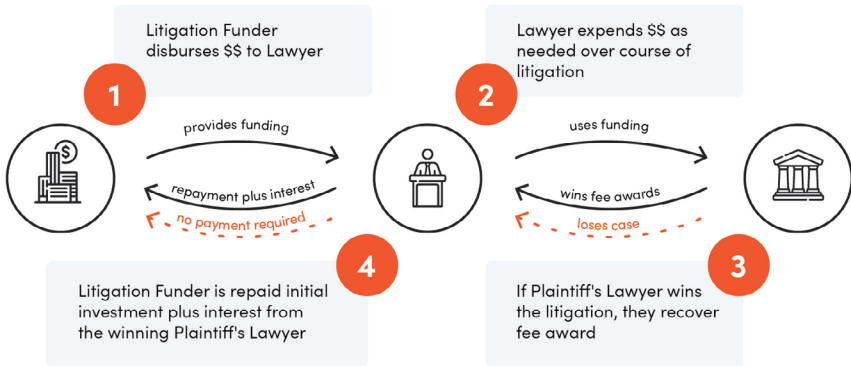 Litigation Funder
disburses $$ to Lawyer
1
Lawyer expends $$ as
needed over course of
litigation
2
$
provides funding
repayment plus interest
no payment required
uses funding
wins fee awards
loses case
4
Litigation Funder is repaid initial
investment plus interest from
the winning Plaintiff's Lawyer
3
If Plaintiff's Lawyer wins
the litigation, they recover
fee award